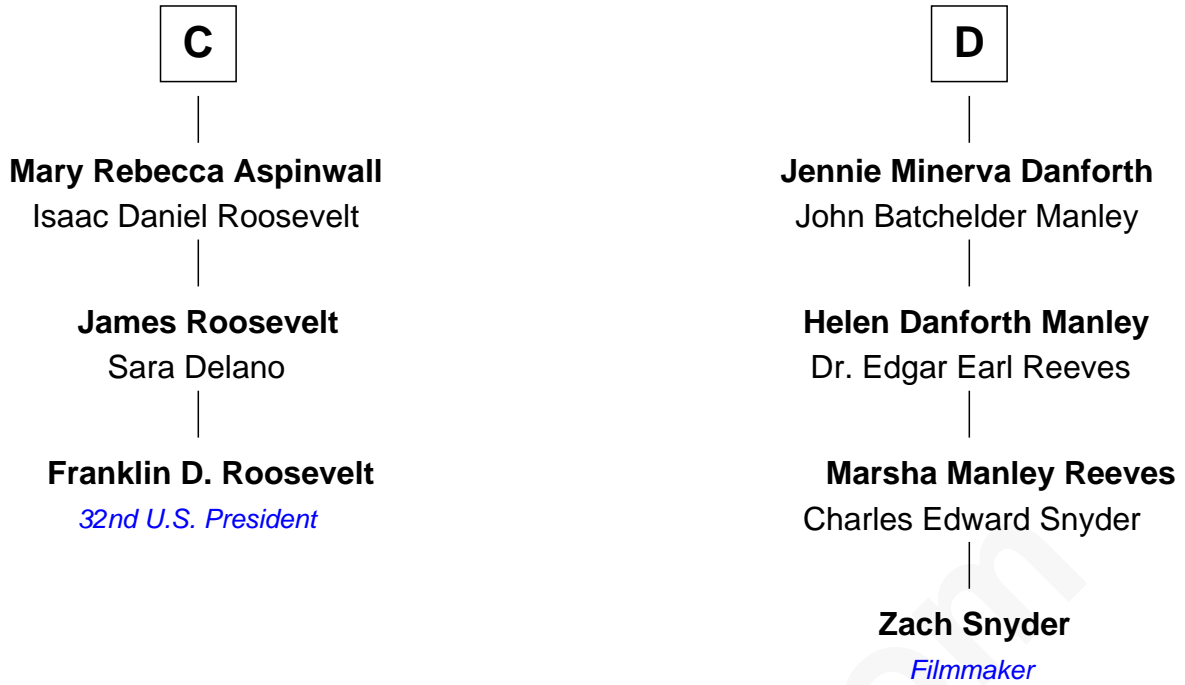 C
Mary Rebecca Aspinwall
Isaac Daniel Roosevelt
James Roosevelt
Sara Delano
Franklin D. Roosevelt
32nd U.S. President
D
Jennie Minerva Danforth
John Batchelder Manley
Helen Danforth Manley
Dr. Edgar Earl Reeves
Marsha Manley Reeves
Charles Edward Snyder
Zach Snyder
Filmmaker